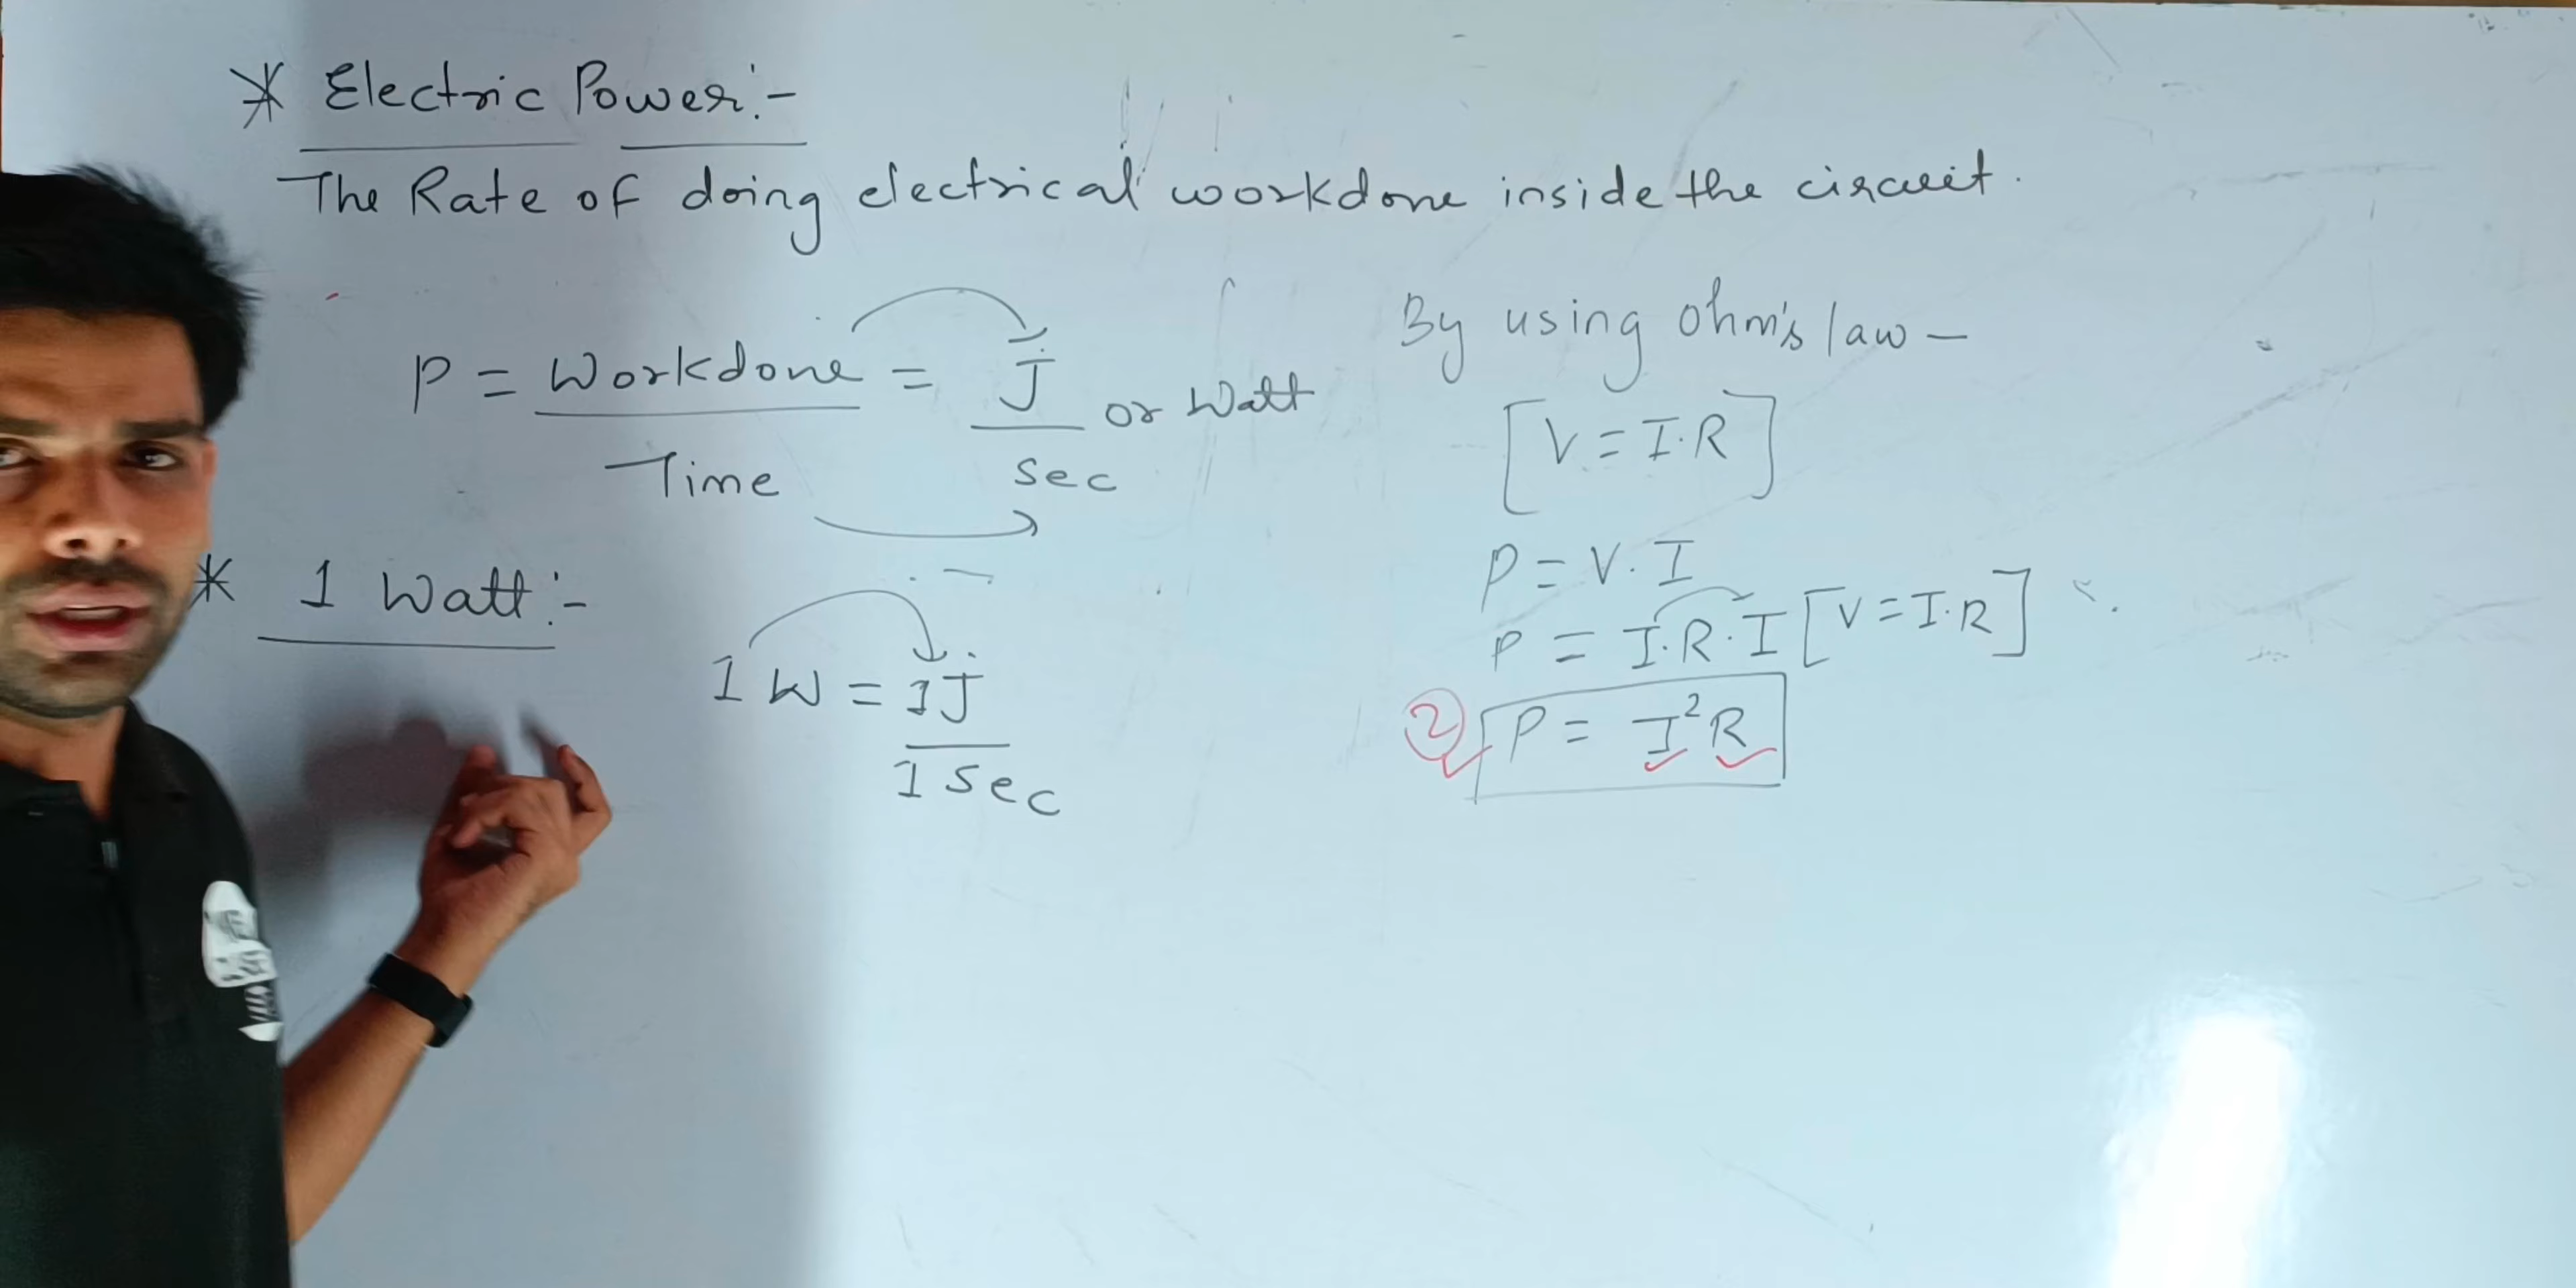 * Electric Power:-
The Rate of doing electrical workdone inside the circuit.
P = Workdone / Time = J / Sec or Watt
* 1 Watt:-
1 W = 1J / 1 Sec
By using Ohm's law -
[V = I.R]
P = V. I
P = I.R.I [V = I.R]
2 P = I²R